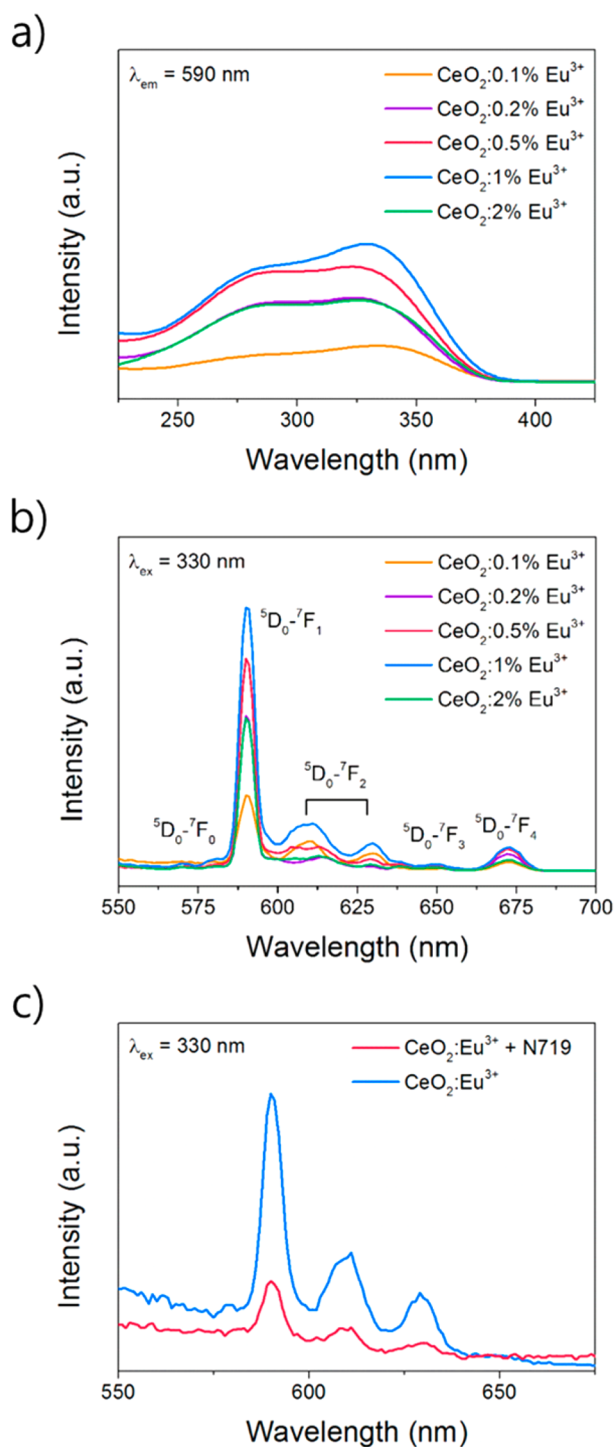 a)
λem = 590 nm
CeO2:0.1% Eu3+
CeO2:0.2% Eu3+
CeO2:0.5% Eu3+
CeO2:1% Eu3+
CeO2:2% Eu3+
Intensity (a.u.)
250 300 350 400
Wavelength (nm)
b)
λex = 330 nm
CeO2:0.1% Eu3+
CeO2:0.2% Eu3+
CeO2:0.5% Eu3+
CeO2:1% Eu3+
CeO2:2% Eu3+
5D0-7F1
5D0-7F2
5D0-7F0
5D0-7F3
5D0-7F4
Intensity (a.u.)
550 575 600 625 650 675 700
Wavelength (nm)
c)
λex = 330 nm
CeO2:Eu3+ + N719
CeO2:Eu3+
Intensity (a.u.)
550 600 650
Wavelength (nm)